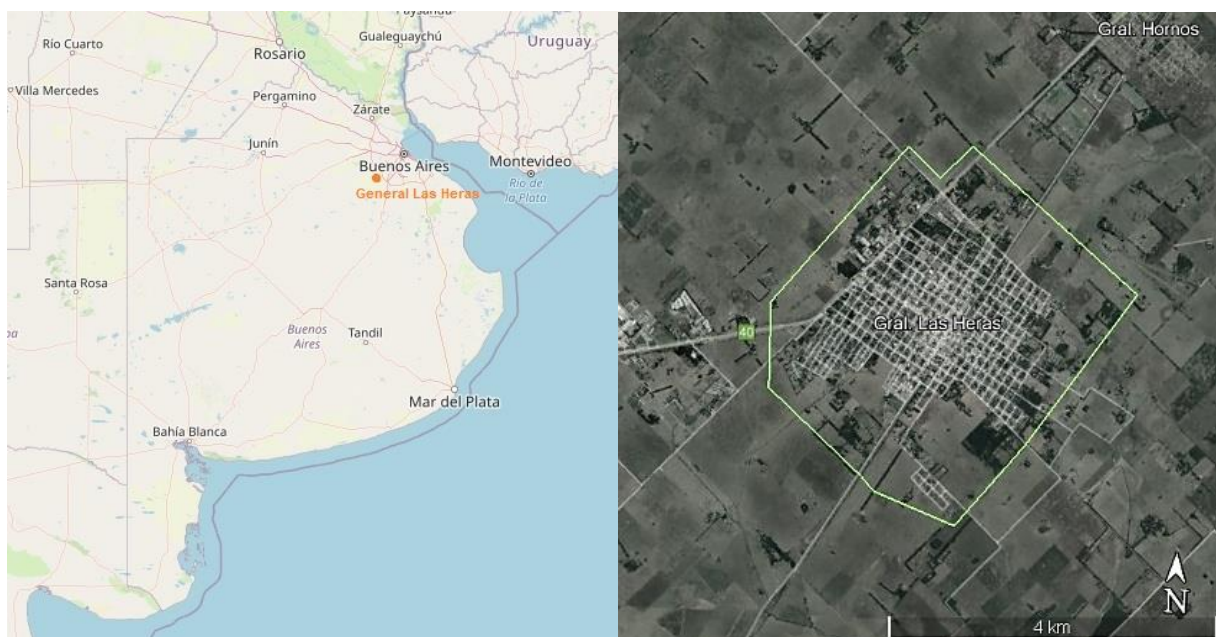 Paysandú
Gualeguaychú
Río Cuarto
Rosario
Uruguay
Villa Mercedes
Pergamino
Zárate
Junín
Buenos Aires
Montevideo
General Las Heras
Río de
la Plata
Santa Rosa
Buenos
Aires
Tandil
Mar del Plata
Bahía Blanca
Gral. Hornos
40
Gral. Las Heras
N
4 km